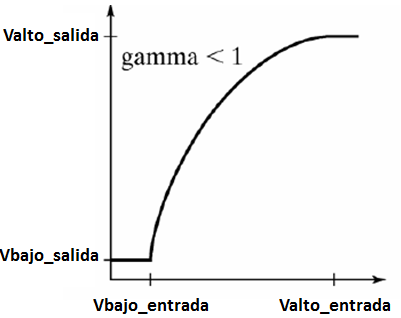 Valto_salida
gamma < 1
Vbajo_salida
Vbajo_entrada
Valto_entrada